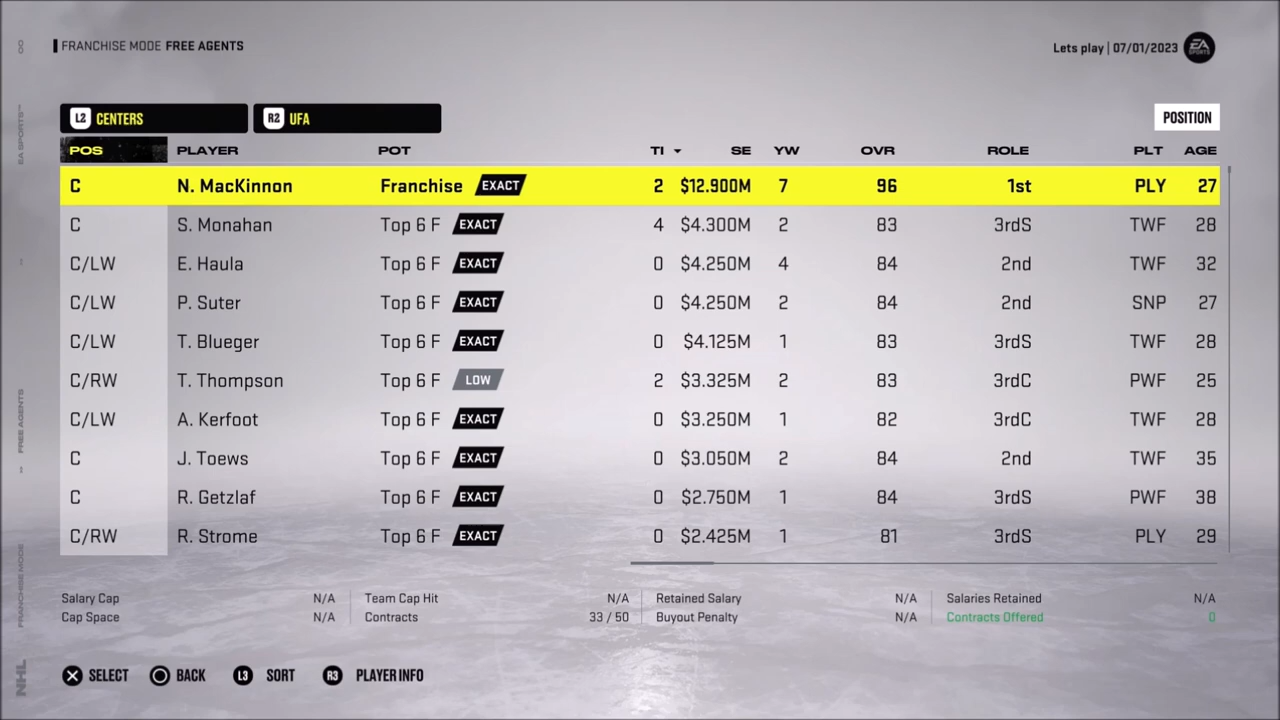 FRANCHISE MODE FREE AGENTS
Lets play | 07/01/2023
EA SPORTS
L2 CENTERS R2 UFA
POSITION
POS PLAYER POT TI SE YW OVR ROLE PLT AGE
C N. MacKinnon Franchise EXACT 2 $12.900M 7 96 1st PLY 27
C S. Monahan Top 6 F EXACT 4 $4.300M 2 83 3rdS TWF 28
C/LW E. Haula Top 6 F EXACT 0 $4.250M 4 84 2nd TWF 32
C/LW P. Suter Top 6 F EXACT 0 $4.250M 2 84 2nd SNP 27
C/LW T. Blueger Top 6 F EXACT 0 $4.125M 1 83 3rdS TWF 28
C/RW T. Thompson Top 6 F LOW 2 $3.325M 2 83 3rdC PWF 25
C/LW A. Kerfoot Top 6 F EXACT 0 $3.250M 1 82 3rdC TWF 28
C J. Toews Top 6 F EXACT 0 $3.050M 2 84 2nd TWF 35
C R. Getzlaf Top 6 F EXACT 0 $2.750M 1 84 3rdS PWF 38
C/RW R. Strome Top 6 F EXACT 0 $2.425M 1 81 3rdS PLY 29
Salary Cap N/A Team Cap Hit N/A Retained Salary N/A Salaries Retained N/A
Cap Space N/A Contracts 33 / 50 Buyout Penalty N/A Contracts Offered 0
SELECT BACK L3 SORT R3 PLAYER INFO
NHL FRANCHISE MODE FREE AGENTS EA SPORTS™